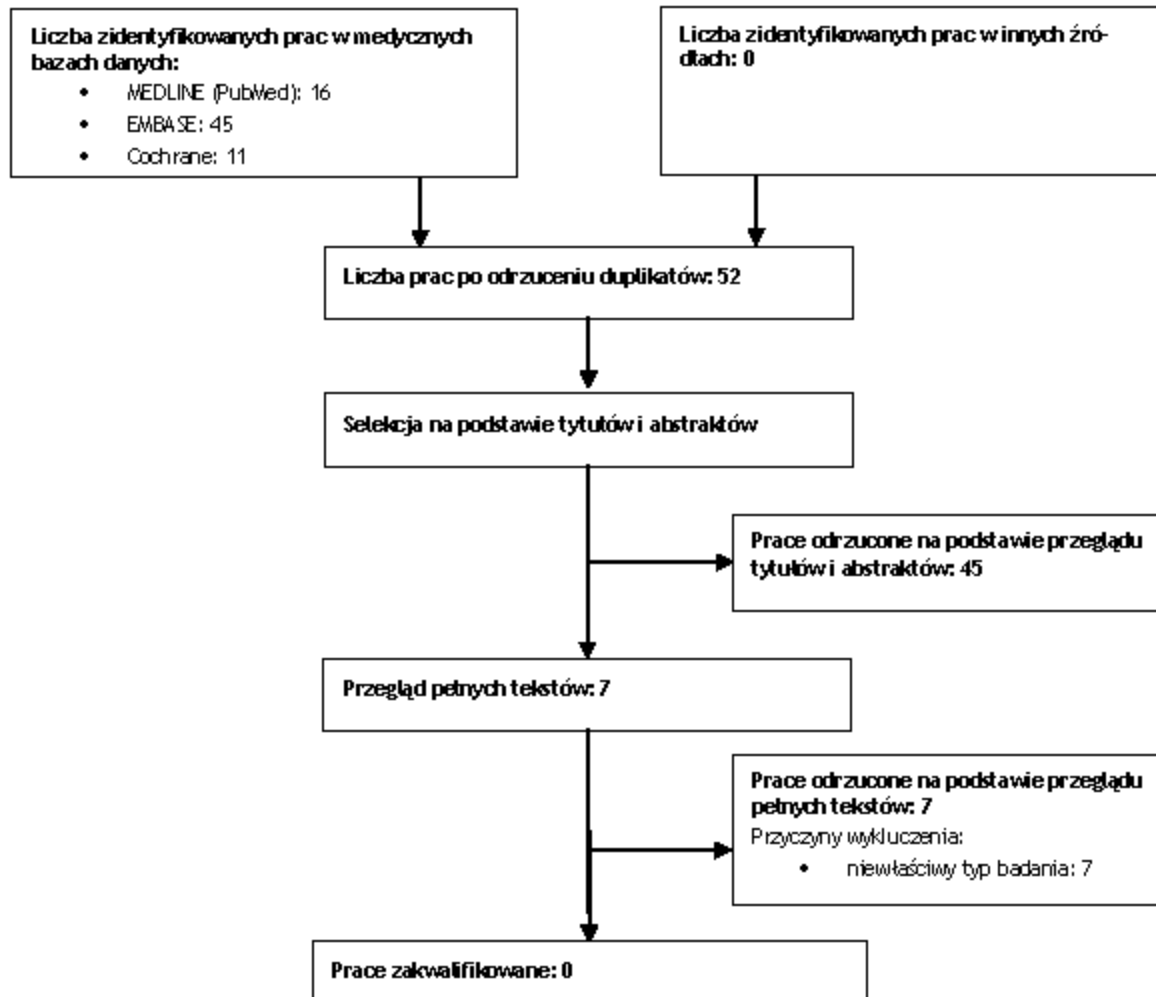 Liczba zidentyfikowanych prac w medycznych
bazach danych:
• MEDLINE (PubMed): 16
• EMBASE: 45
• Cochrane: 11
Liczba zidentyfikowanych prac w innych źró-
dłach: 0
Liczba prac po odrzuceniu duplikatów: 52
Selekcja na podstawie tytułów i abstraktów
Prace odrzucone na podstawie przeglądu
tytułów i abstraktów: 45
Przegląd pełnych tekstów: 7
Prace odrzucone na podstawie przeglądu
pełnych tekstów: 7
Przyczyny wykluczenia:
• niewłaściwy typ badania: 7
Prace zakwalifikowane: 0